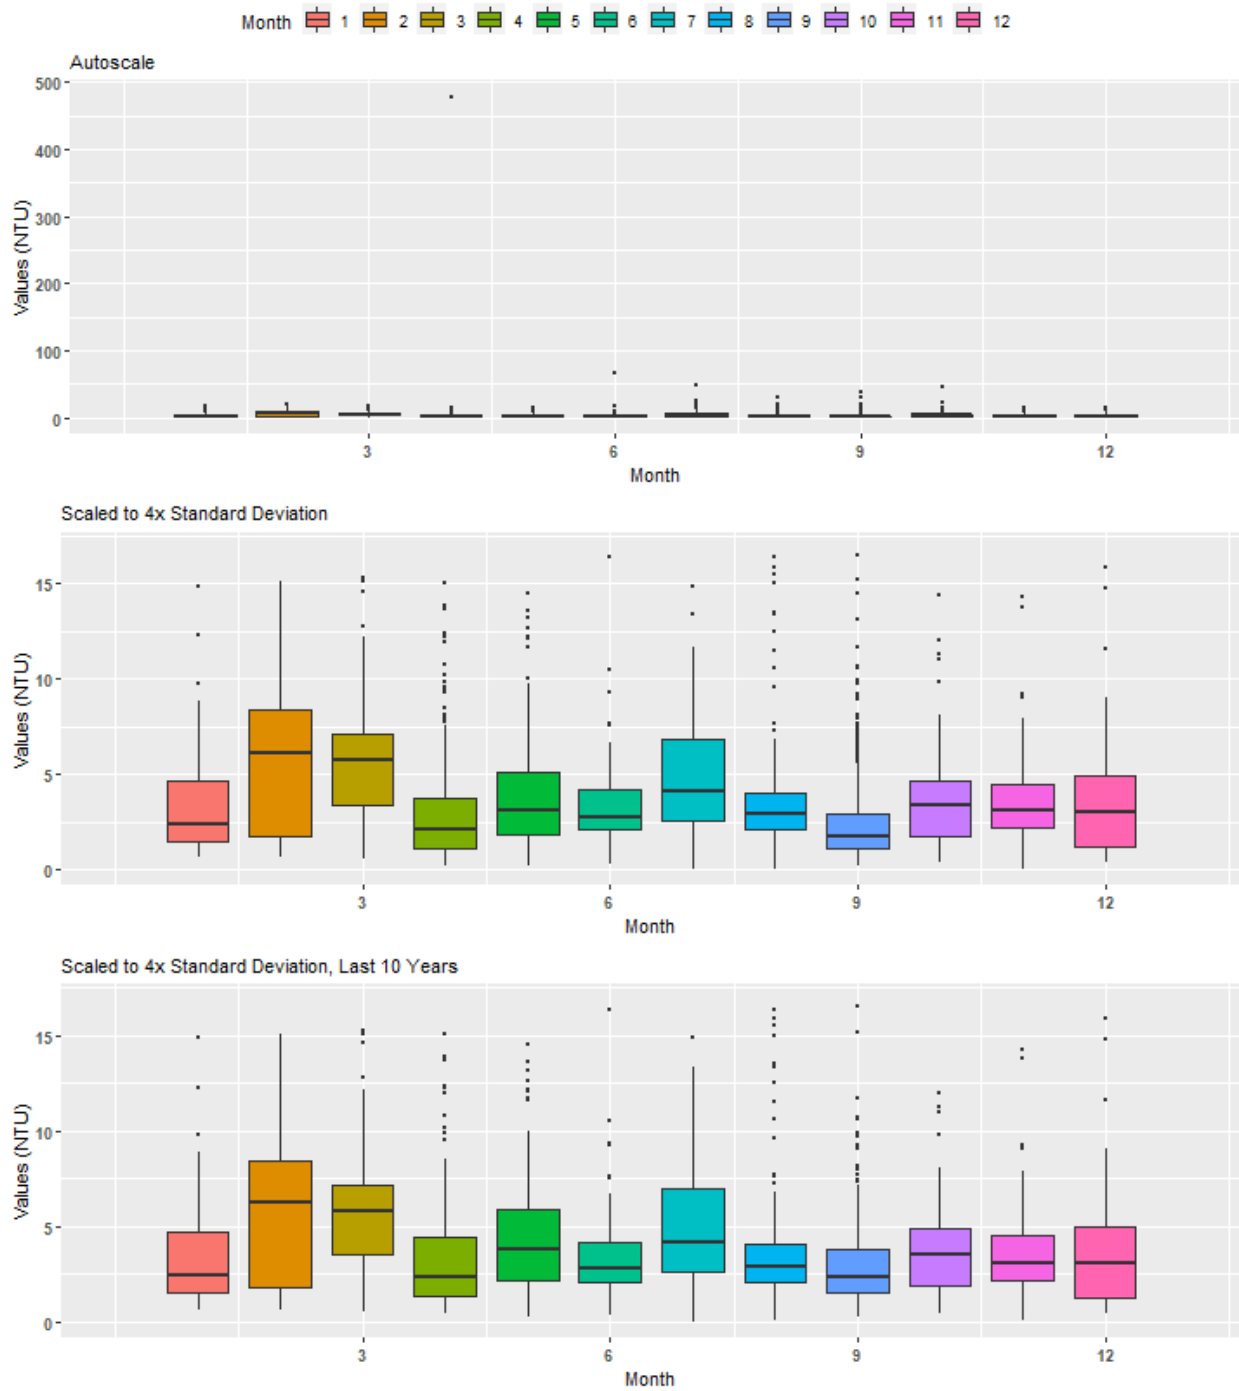 Month 1 2 3 4 5 6 7 8 9 10 11 12
Autoscale
Values (NTU)
500
400
300
200
100
0
3 6 9 12
Month
Scaled to 4x Standard Deviation
Values (NTU)
15
10
5
0
3 6 9 12
Month
Scaled to 4x Standard Deviation, Last 10 Years
Values (NTU)
15
10
5
0
3 6 9 12
Month